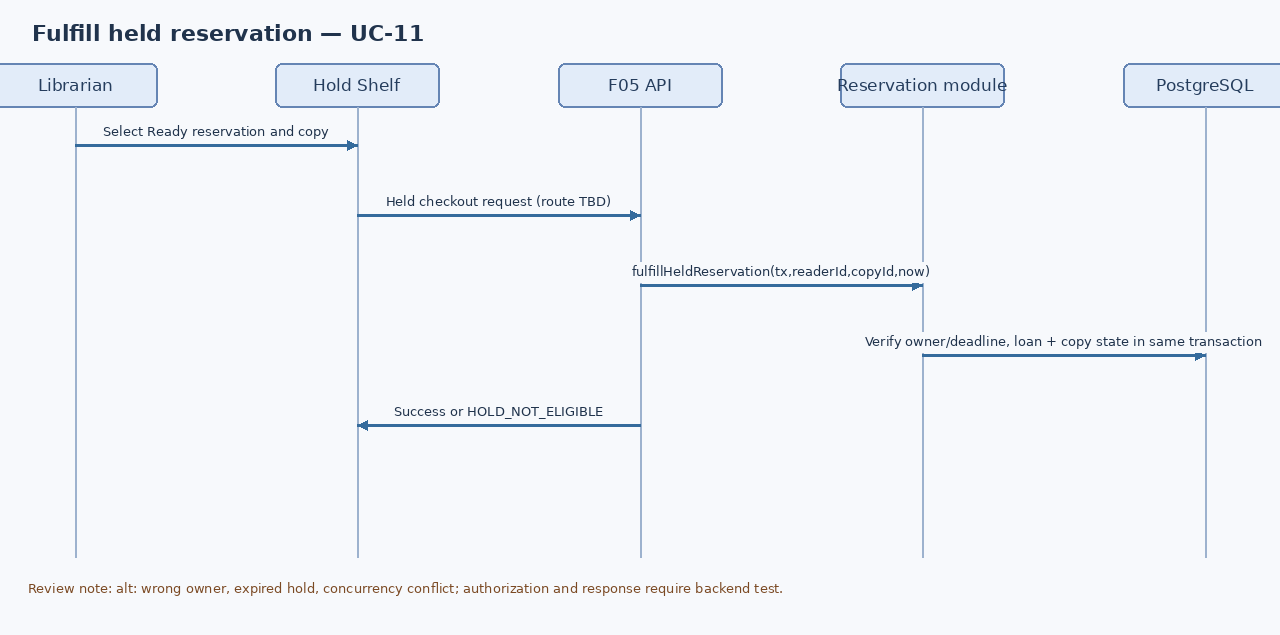 Fulfill held reservation — UC-11
Librarian
Hold Shelf
F05 API
Reservation module
PostgreSQL
Select Ready reservation and copy
Held checkout request (route TBD)
fulfillHeldReservation(tx,readerId,copyId,now)
Verify owner/deadline, loan + copy state in same transaction
Success or HOLD_NOT_ELIGIBLE
Review note: alt: wrong owner, expired hold, concurrency conflict; authorization and response require backend test.